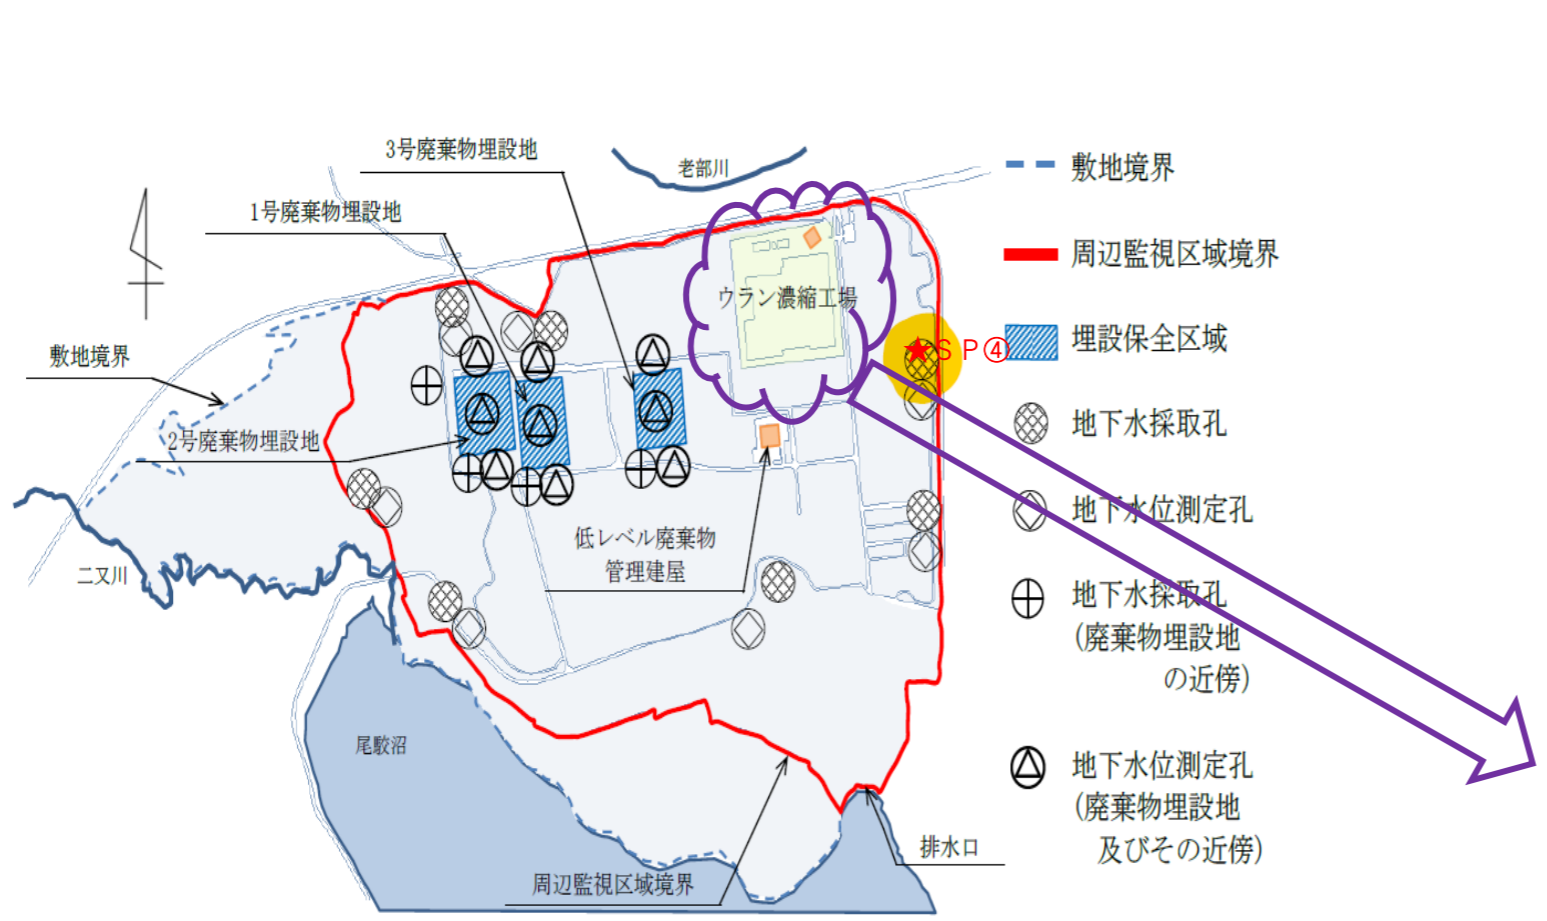 3号廃棄物埋設地
老部川
1号廃棄物埋設地
ウラン濃縮工場
敷地境界
2号廃棄物埋設地
★ＳＰ④
低レベル廃棄物
管理建屋
二又川
尾駮沼
周辺監視区域境界
排水口
敷地境界
周辺監視区域境界
埋設保全区域
地下水採取孔
地下水位測定孔
地下水採取孔
(廃棄物埋設地
の近傍)
地下水位測定孔
(廃棄物埋設地
及びその近傍)